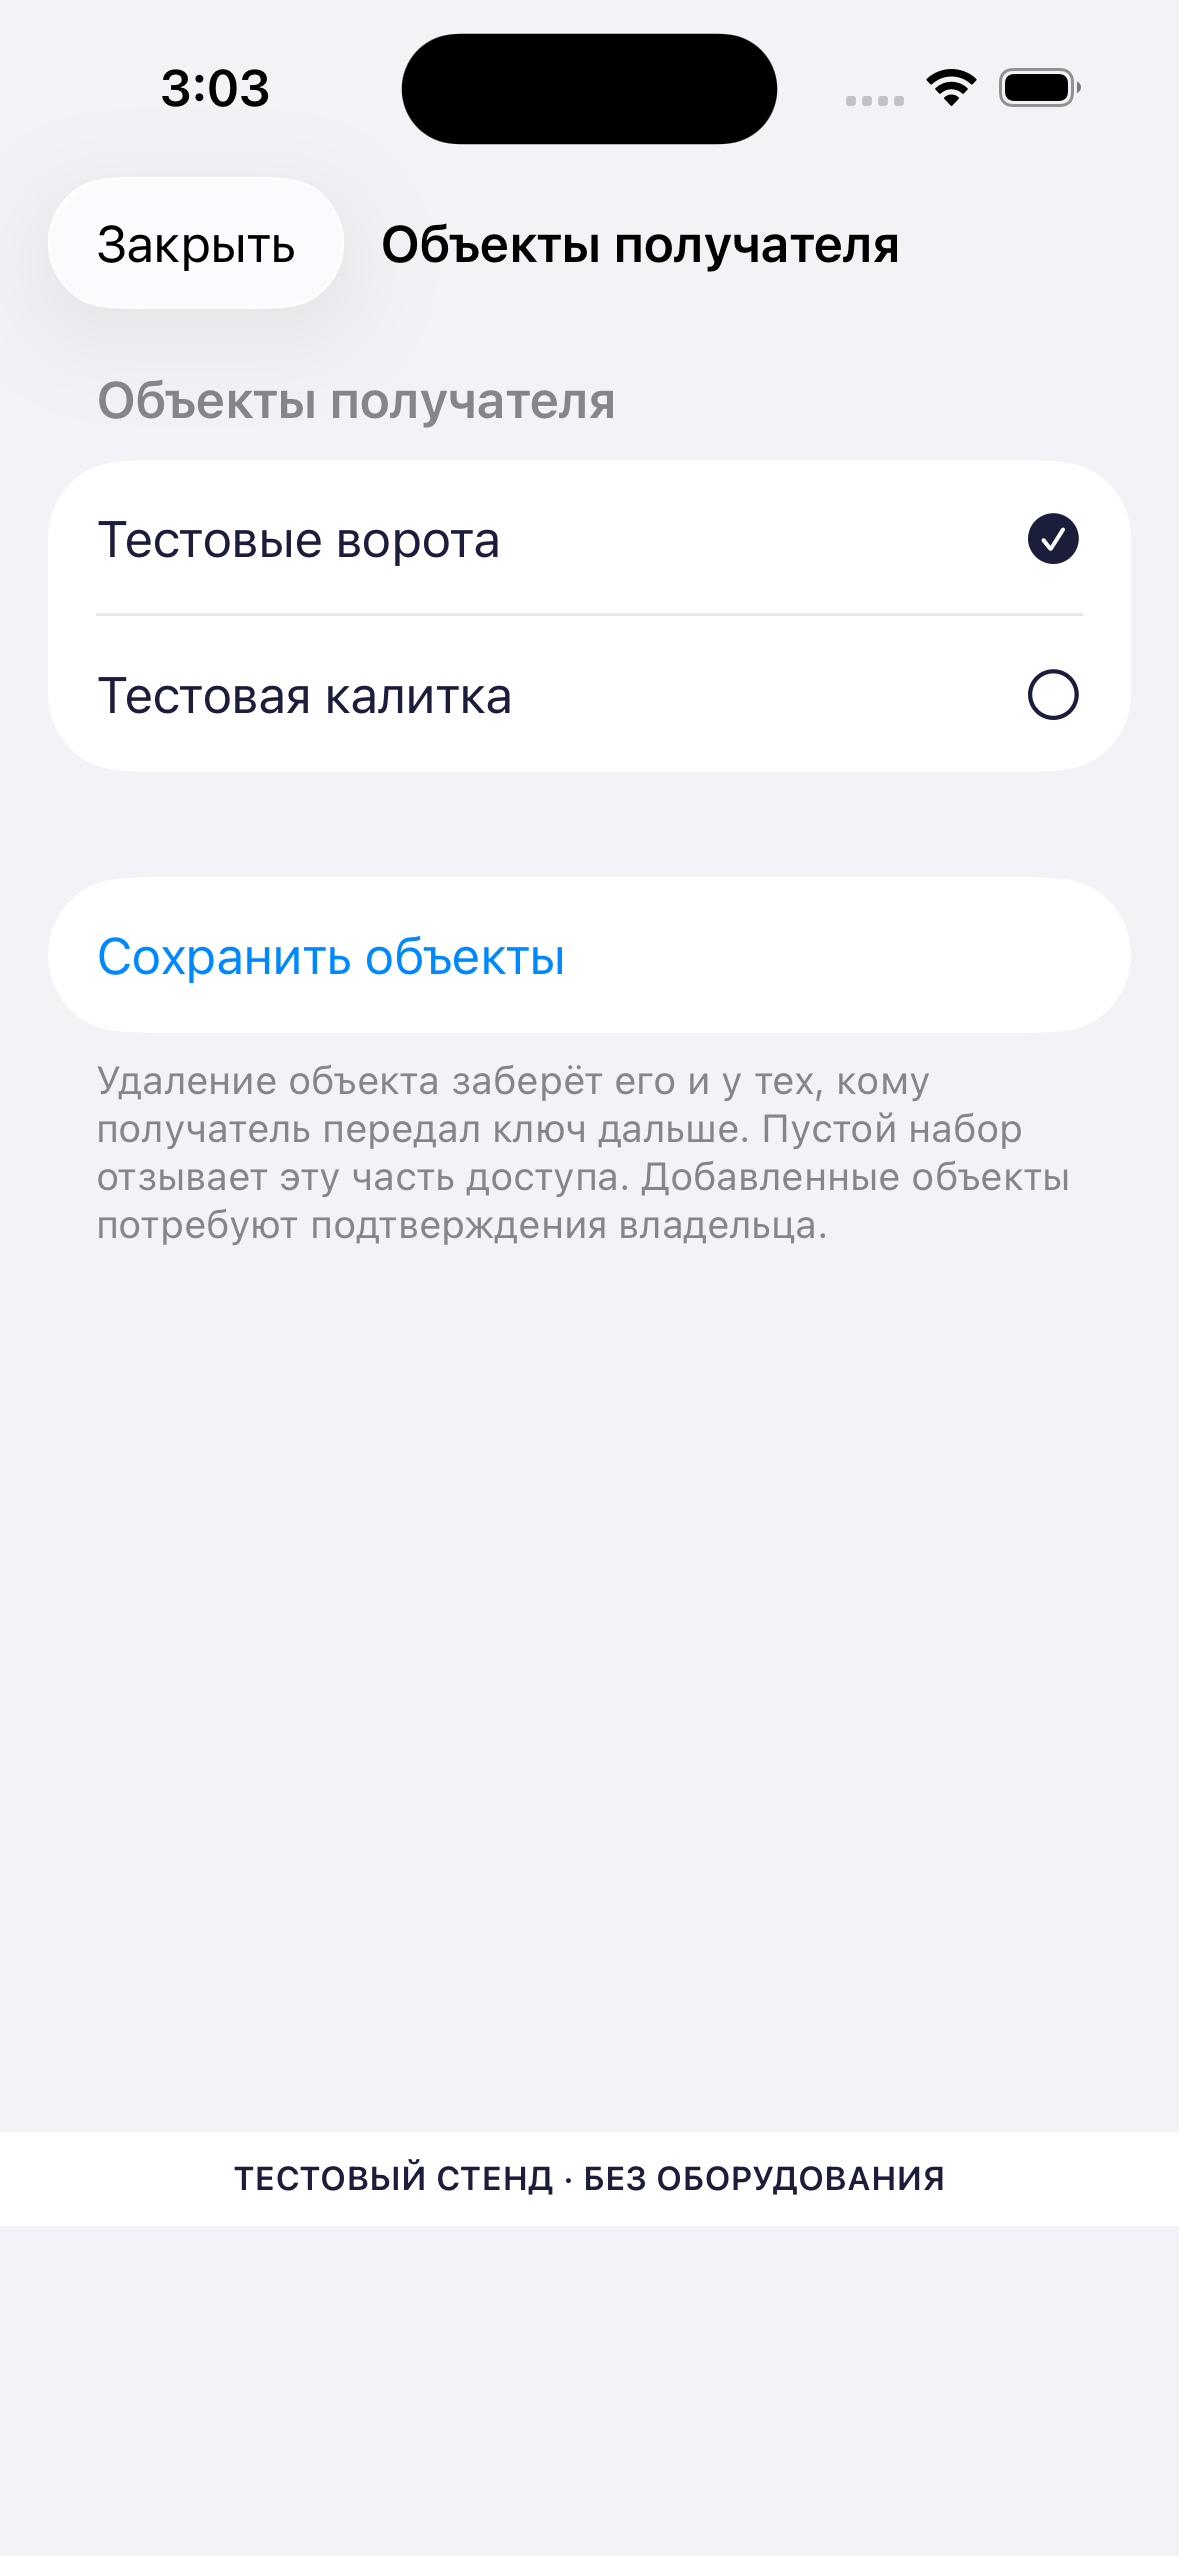 3:03
Закрыть
Объекты получателя
Объекты получателя
Тестовые ворота
Тестовая калитка
Сохранить объекты
Удаление объекта заберёт его и у тех, кому
получатель передал ключ дальше. Пустой набор
отзывает эту часть доступа. Добавленные объекты
потребуют подтверждения владельца.
ТЕСТОВЫЙ СТЕНД · БЕЗ ОБОРУДОВАНИЯ